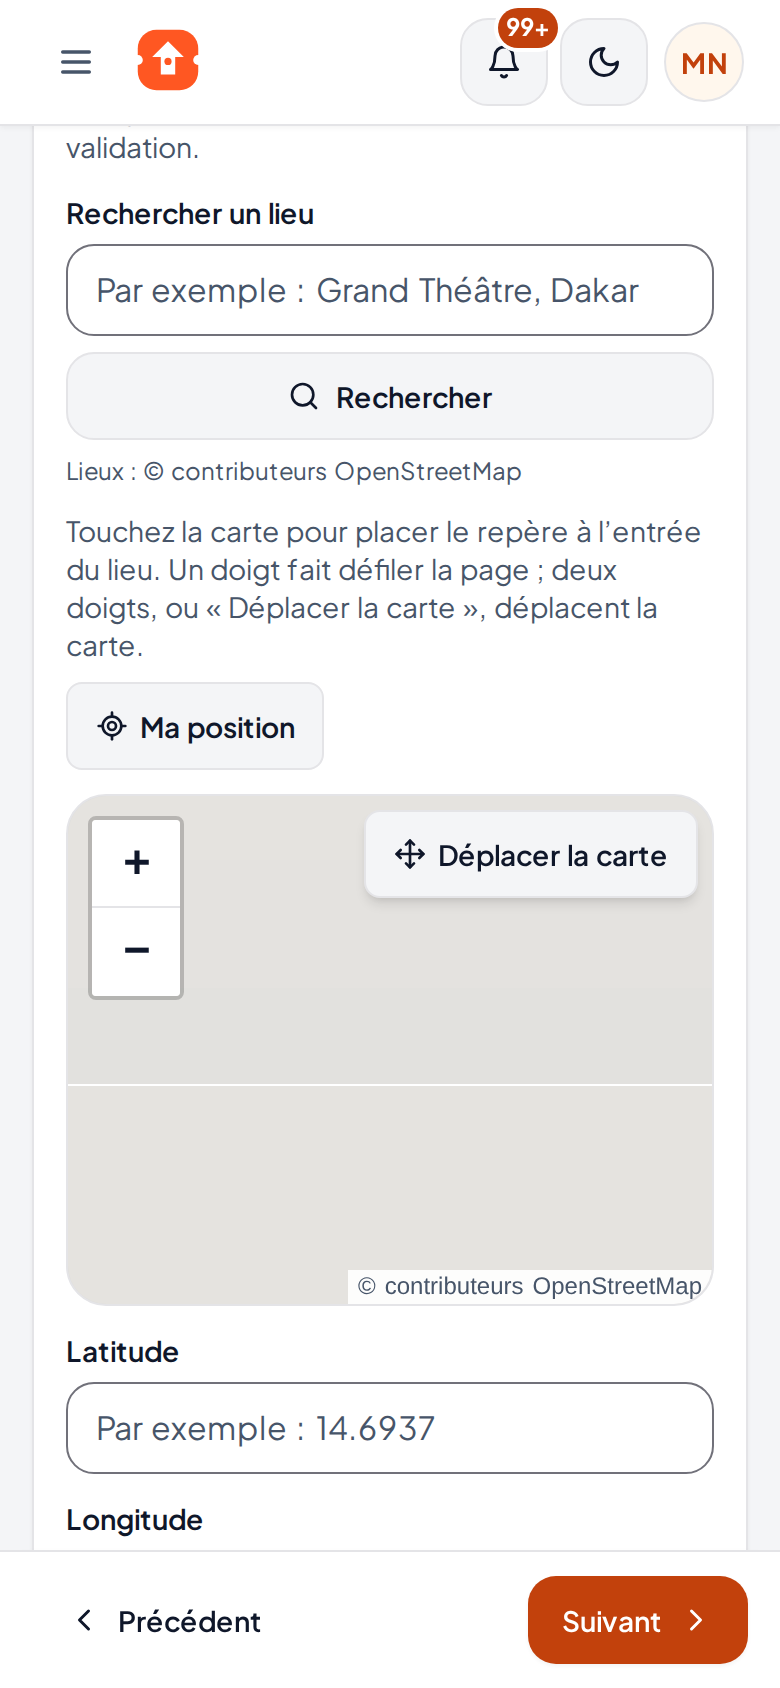 99+
MN
validation.
Rechercher un lieu
Par exemple : Grand Théâtre, Dakar
Rechercher
Lieux : © contributeurs OpenStreetMap
Touchez la carte pour placer le repère à l’entrée
du lieu. Un doigt fait défiler la page ; deux
doigts, ou « Déplacer la carte », déplacent la
carte.
Ma position
+
Déplacer la carte
−
© contributeurs OpenStreetMap
Latitude
Par exemple : 14.6937
Longitude
Précédent
Suivant